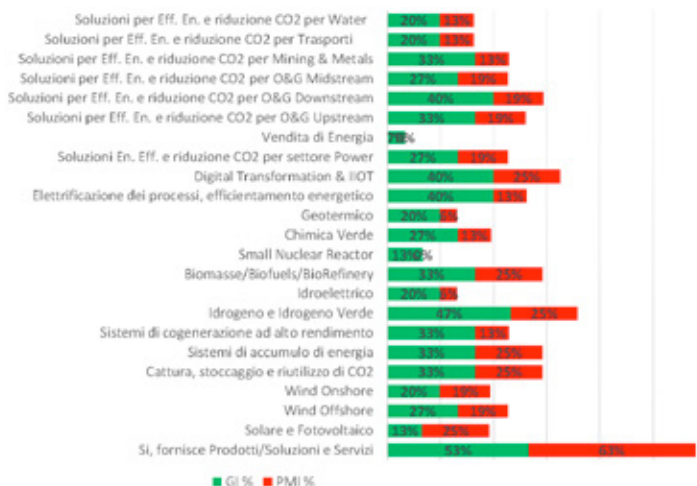 Soluzioni per Eff. En. e riduzione CO2 per Water 20% 13%
Soluzioni per Eff. En. e riduzione CO2 per Trasporti 20% 13%
Soluzioni per Eff. En. e riduzione CO2 per Mining & Metals 33% 13%
Soluzioni per Eff. En. e riduzione CO2 per O&G Midstream 27% 19%
Soluzioni per Eff. En. e riduzione CO2 per O&G Downstream 40% 19%
Soluzioni per Eff. En. e riduzione CO2 per O&G Upstream 33% 19%
Vendita di Energia 7% 0%
Soluzioni En. Eff. e riduzione CO2 per settore Power 27% 19%
Digital Transformation & IIOT 40% 25%
Elettrificazione dei processi, efficientamento energetico 40% 13%
Geotermico 20% 6%
Chimica Verde 27% 13%
Small Nuclear Reactor 13% 0%
Biomasse/Biofuels/BioRefinery 33% 25%
Idroelettrico 20% 6%
Idrogeno e Idrogeno Verde 47% 25%
Sistemi di cogenerazione ad alto rendimento 33% 13%
Sistemi di accumulo di energia 33% 25%
Cattura, stoccaggio e riutilizzo di CO2 33% 25%
Wind Onshore 20% 19%
Wind Offshore 27% 19%
Solare e Fotovoltaico 13% 25%
Si, fornisce Prodotti/Soluzioni e Servizi 53% 63%
GI % PMI %